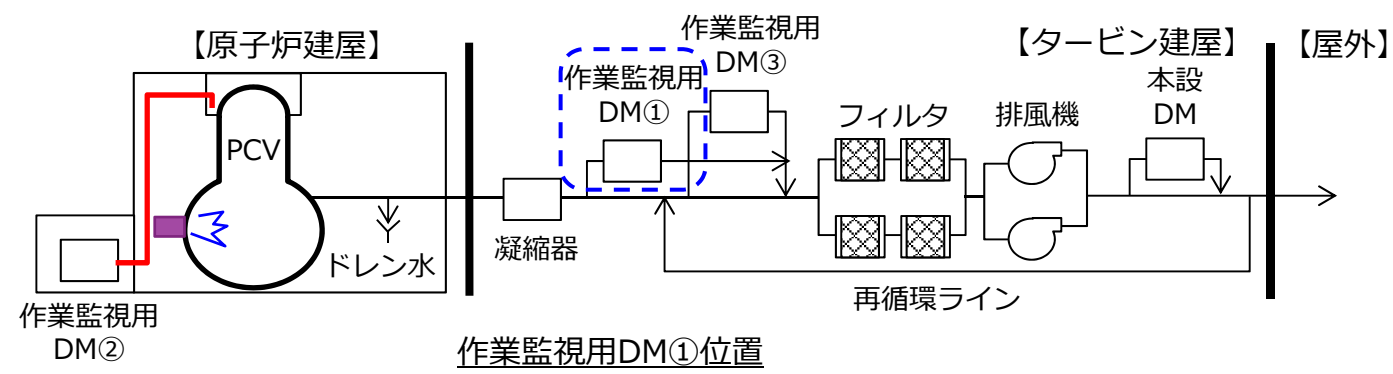 【原子炉建屋】
作業監視用
DM③
【タービン建屋】
【屋外】
作業監視用
DM①
本設
DM
フィルタ
排風機
PCV
凝縮器
ドレン水
再循環ライン
作業監視用
DM②
作業監視用DM①位置